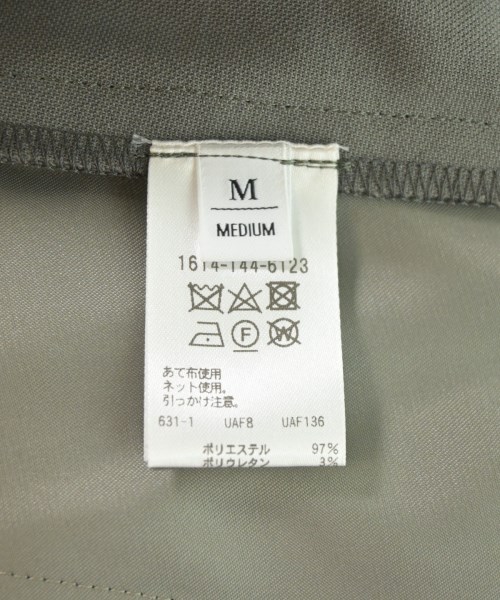 M
MEDIUM
1614-144-6123
F W
あて布使用
ネット使用。
引っかけ注意。
631-1 UAF8 UAF136
ポリエステル 97%
ポリウレタン 3%